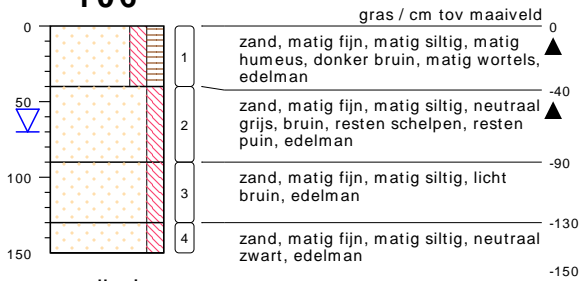 gras / cm tov maaiveld
0
0
zand, matig fijn, matig siltig, matig
humeus, donker bruin, matig wortels,
edelman
1
-40
50
zand, matig fijn, matig siltig, neutraal
grijs, bruin, resten schelpen, resten
puin, edelman
2
-90
100
zand, matig fijn, matig siltig, licht
bruin, edelman
3
-130
zand, matig fijn, matig siltig, neutraal
zwart, edelman
4
150
-150